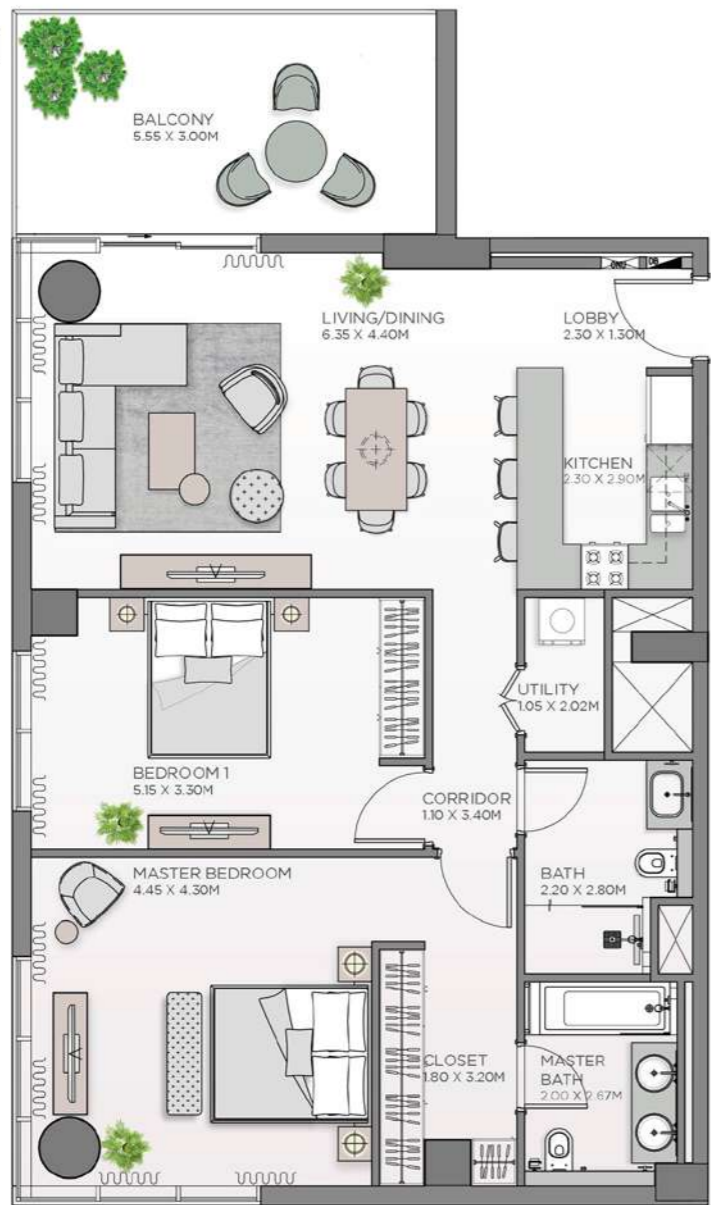 BALCONY
5.55 X 3.00M
LIVING/DINING
6.35 X 4.40M
LOBBY
2.30 X 1.30M
KITCHEN
2.30 X 2.90M
UTILITY
1.05 X 2.02M
BEDROOM 1
5.15 X 3.30M
CORRIDOR
1.10 X 3.40M
MASTER BEDROOM
4.45 X 4.30M
BATH
2.20 X 2.80M
CLOSET
1.80 X 3.20M
MASTER
BATH
2.00 X 2.67M